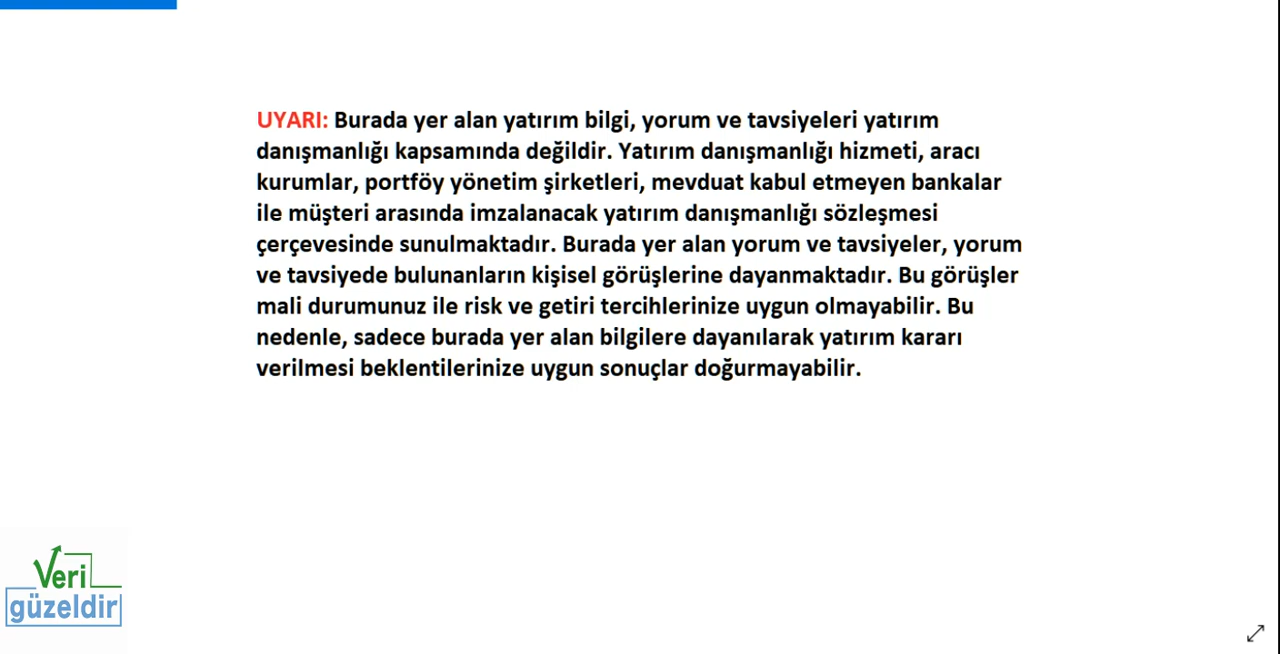 UYARI: Burada yer alan yatırım bilgi, yorum ve tavsiyeleri yatırım
danışmanlığı kapsamında değildir. Yatırım danışmanlığı hizmeti, aracı
kurumlar, portföy yönetim şirketleri, mevduat kabul etmeyen bankalar
ile müşteri arasında imzalanacak yatırım danışmanlığı sözleşmesi
çerçevesinde sunulmaktadır. Burada yer alan yorum ve tavsiyeler, yorum
ve tavsiyede bulunanların kişisel görüşlerine dayanmaktadır. Bu görüşler
mali durumunuz ile risk ve getiri tercihlerinize uygun olmayabilir. Bu
nedenle, sadece burada yer alan bilgilere dayanılarak yatırım kararı
verilmesi beklentilerinize uygun sonuçlar doğurmayabilir.
Veri
güzeldir